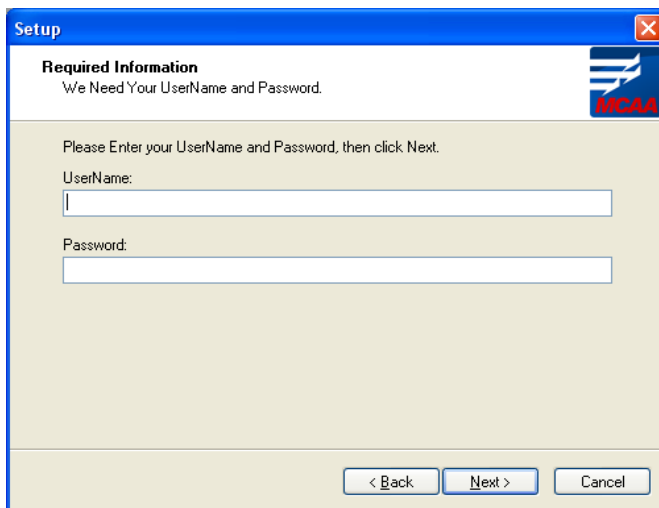 Setup
Required Information
We Need Your UserName and Password.
MCAA
Please Enter your UserName and Password, then click Next.
UserName:
Password:
< Back
Next >
Cancel